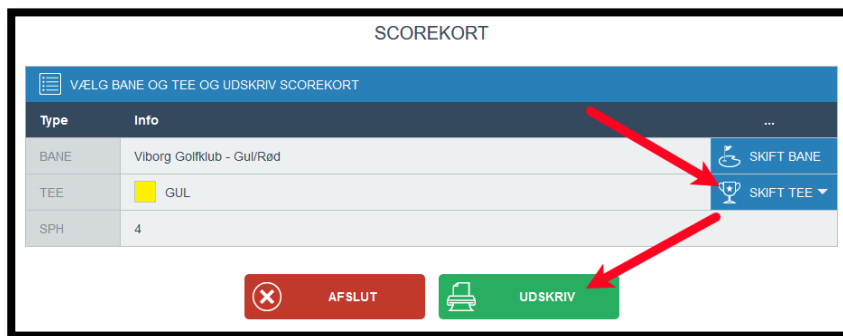 SCOREKORT
VÆLG BANE OG TEE OG UDSKRIV SCOREKORT
Type Info ...
BANE Viborg Golfklub - Gul/Rød SKIFT BANE
TEE GUL SKIFT TEE
SPH 4
AFSLUT UDSKRIV